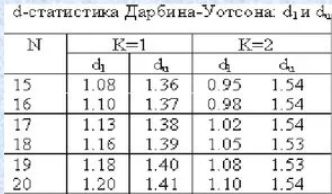 d-статистика Дарбина-Уотсона: d₁ и dᵤ
N K=1 K=2
d₁ dᵤ d₁ dᵤ
15 1.08 1.36 0.95 1.54
16 1.10 1.37 0.98 1.54
17 1.13 1.38 1.02 1.54
18 1.16 1.39 1.05 1.53
19 1.18 1.40 1.08 1.53
20 1.20 1.41 1.10 1.54